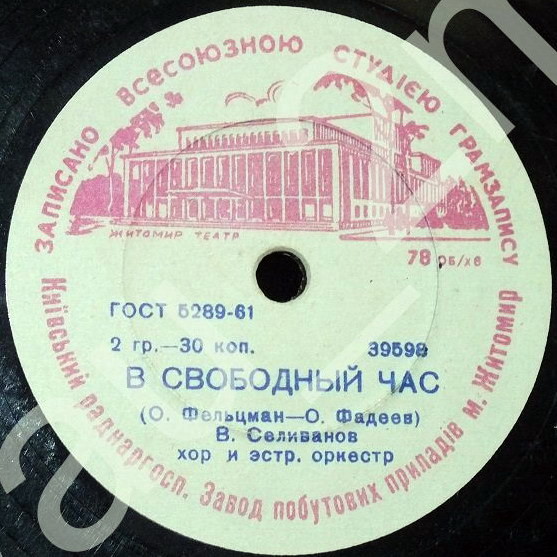 ЗАПИСАНО ВСЕСОЮЗНОЮ СТУДІЄЮ ГРАМЗАПИСУ
ЖИТОМИР ТЕАТР
78 ОБ/ХВ
ГОСТ 5289-61
2 гр.—30 коп. 39598
В СВОБОДНЫЙ ЧАС
(О. Фельцман—О. Фадеев)
В. Селиванов
хор и эстр. оркестр
Київський раднаргосп. Завод побутових приладів м. Житомир